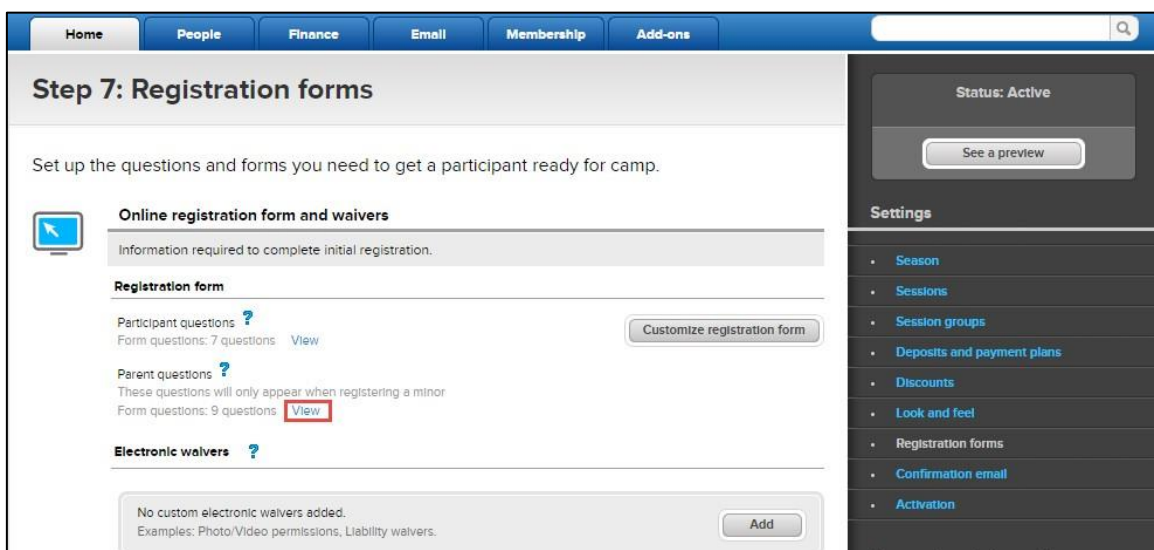 Home People Finance Email Membership Add-ons
Step 7: Registration forms
Set up the questions and forms you need to get a participant ready for camp.
Online registration form and waivers
Information required to complete initial registration.
Registration form
Participant questions ?
Form questions: 7 questions View
Customize registration form
Parent questions ?
These questions will only appear when registering a minor
Form questions: 9 questions View
Electronic waivers ?
No custom electronic waivers added.
Examples: Photo/Video permissions, Liability waivers.
Add
Status: Active
See a preview
Settings
Season
Sessions
Session groups
Deposits and payment plans
Discounts
Look and feel
Registration forms
Confirmation email
Activation